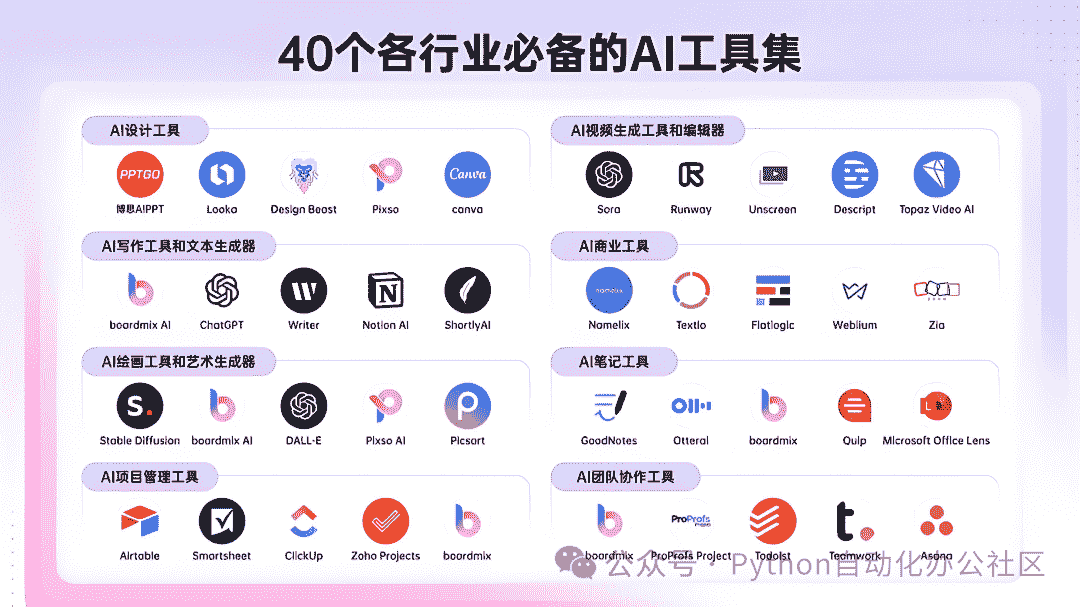 40个各行业必备的AI工具集
AI设计工具
PPTGO
Canva
博思AIPPT
Looka
Design Beast
Pixso
canva
AI视频生成工具和编辑器
Sora
Runway
Unscreen
Descript
Topaz Video AI
AI写作工具和文本生成器
boardmix AI
ChatGPT
Writer
Notion AI
ShortlyAI
AI商业工具
namelix
Namelix
Textio
Flatlogic
Weblium
Zia
AI绘画工具和艺术生成器
S.
Stable Diffusion
boardmix AI
DALL·E
Pixso AI
Picsart
AI笔记工具
GoodNotes
Otteral
boardmix
Quip
Microsoft Office Lens
AI项目管理工具
Airtable
Smartsheet
ClickUp
Zoho Projects
boardmix
AI团队协作工具
ProProfs
Project
t.
boardmix
ProProfs Project
Todoist
Teamwork
Asana
公众号·Python自动化办公社区